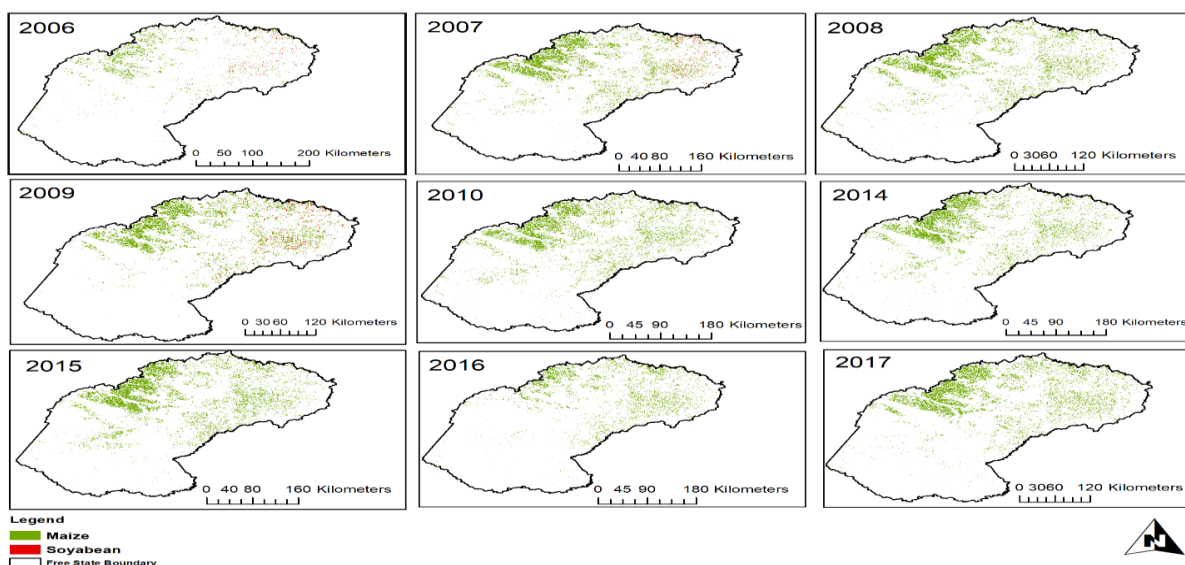 2006
0 50 100 200 Kilometers
2007
0 40 80 160 Kilometers
2008
0 3060 120 Kilometers
2009
0 30 60 120 Kilometers
2010
0 45 90 180 Kilometers
2014
0 45 90 180 Kilometers
2015
0 40 80 160 Kilometers
2016
0 45 90 180 Kilometers
2017
0 3060 120 Kilometers
Legend
Maize
Soyabean
Free State Boundary
N